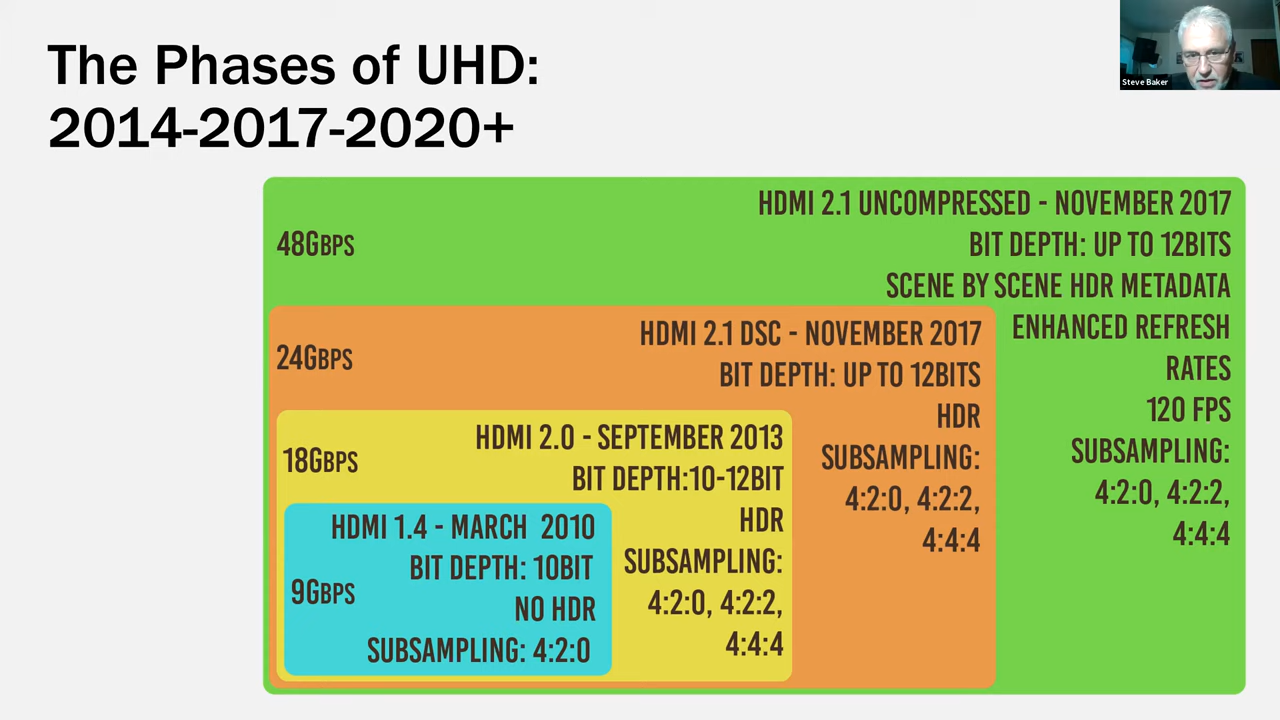 The Phases of UHD:
2014-2017-2020+
Steve Baker
48GBPS
HDMI 2.1 UNCOMPRESSED - NOVEMBER 2017
BIT DEPTH: UP TO 12BITS
SCENE BY SCENE HDR METADATA
ENHANCED REFRESH
RATES
120 FPS
SUBSAMPLING:
4:2:0, 4:2:2,
4:4:4
24GBPS
HDMI 2.1 DSC - NOVEMBER 2017
BIT DEPTH: UP TO 12BITS
HDR
SUBSAMPLING:
4:2:0, 4:2:2,
4:4:4
18GBPS
HDMI 2.0 - SEPTEMBER 2013
BIT DEPTH:10-12BIT
HDR
SUBSAMPLING:
4:2:0, 4:2:2,
4:4:4
9GBPS
HDMI 1.4 - MARCH 2010
BIT DEPTH: 10BIT
NO HDR
SUBSAMPLING: 4:2:0